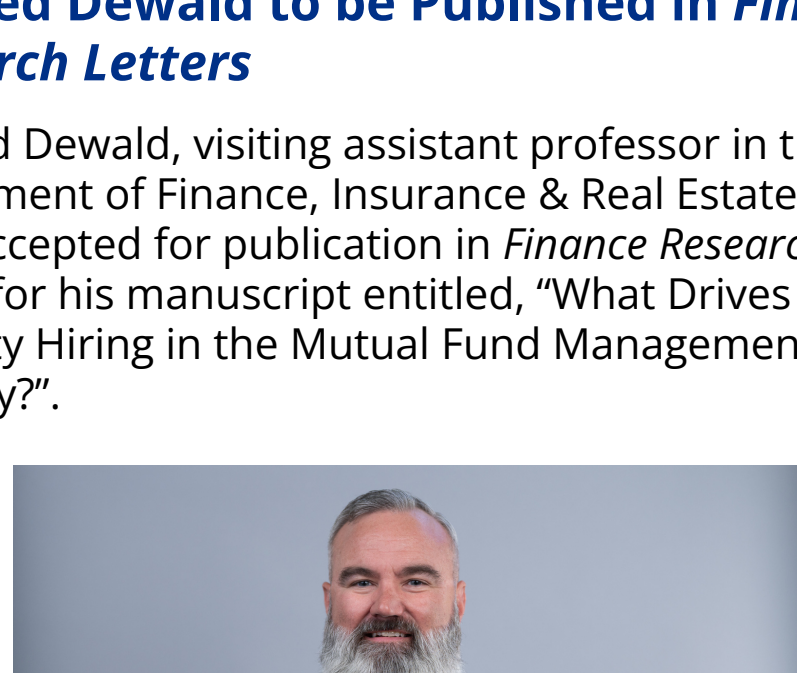 ed Dewald to be Published in Fin
rch Letters
d Dewald, visiting assistant professor in t
ment of Finance, Insurance & Real Estate
ccepted for publication in Finance Researc
for his manuscript entitled, “What Drives
ty Hiring in the Mutual Fund Managemen
y?”.